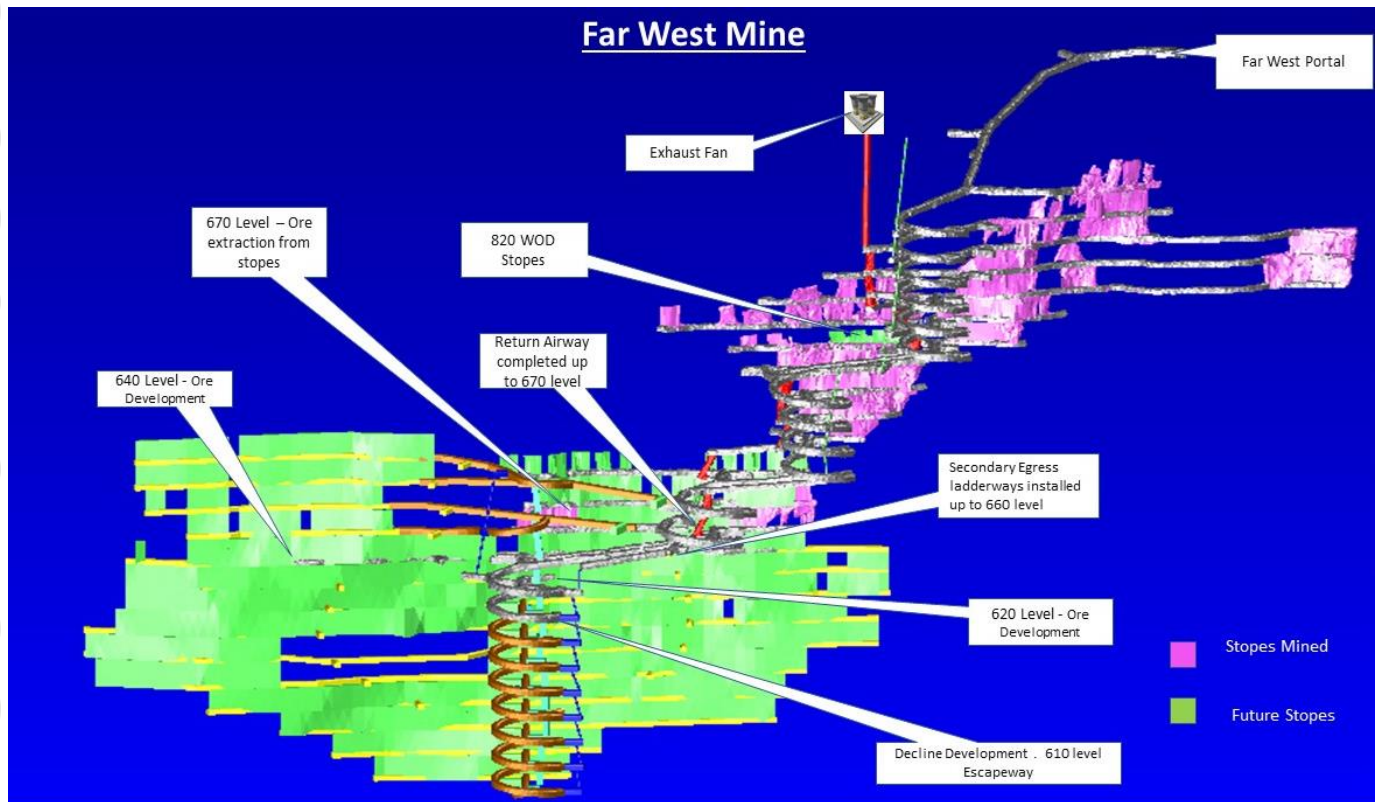 Far West Mine
Far West Portal
Exhaust Fan
670 Level – Ore
extraction from
stopes
820 WOD
Stopes
Return Airway
completed up
to 670 level
640 Level - Ore
Development
Secondary Egress
ladderways installed
up to 660 level
620 Level - Ore
Development
Stopes Mined
Future Stopes
Decline Development . 610 level
Escapeway